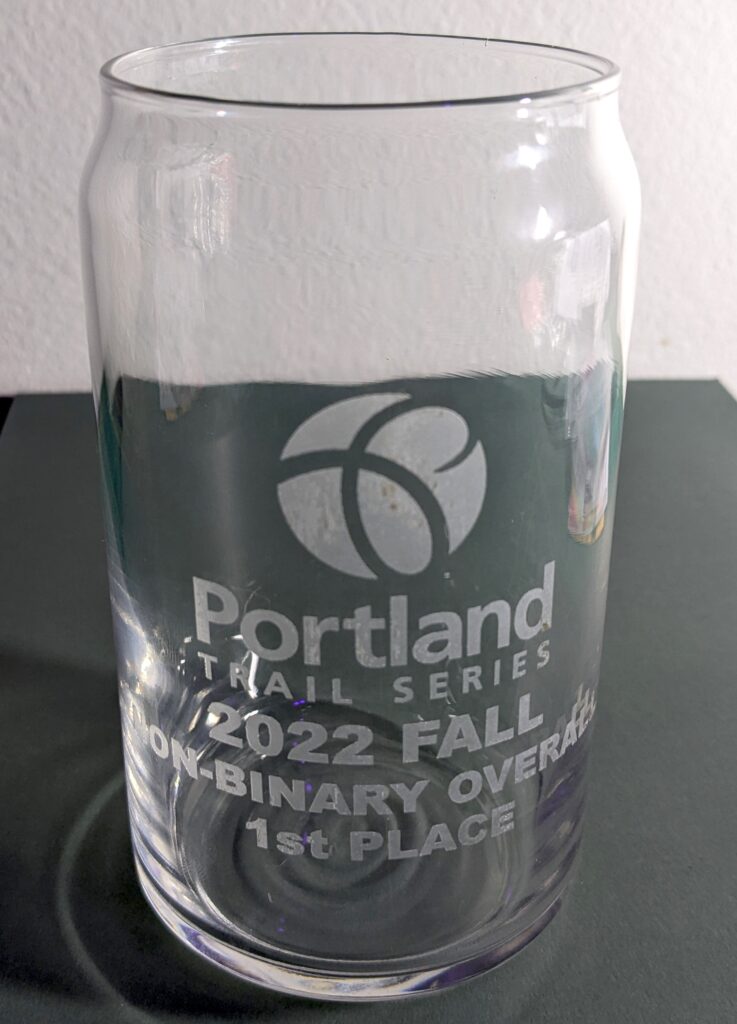 Portland
TRAIL SERIES
2022 FALL
NON-BINARY OVERALL
1st PLACE